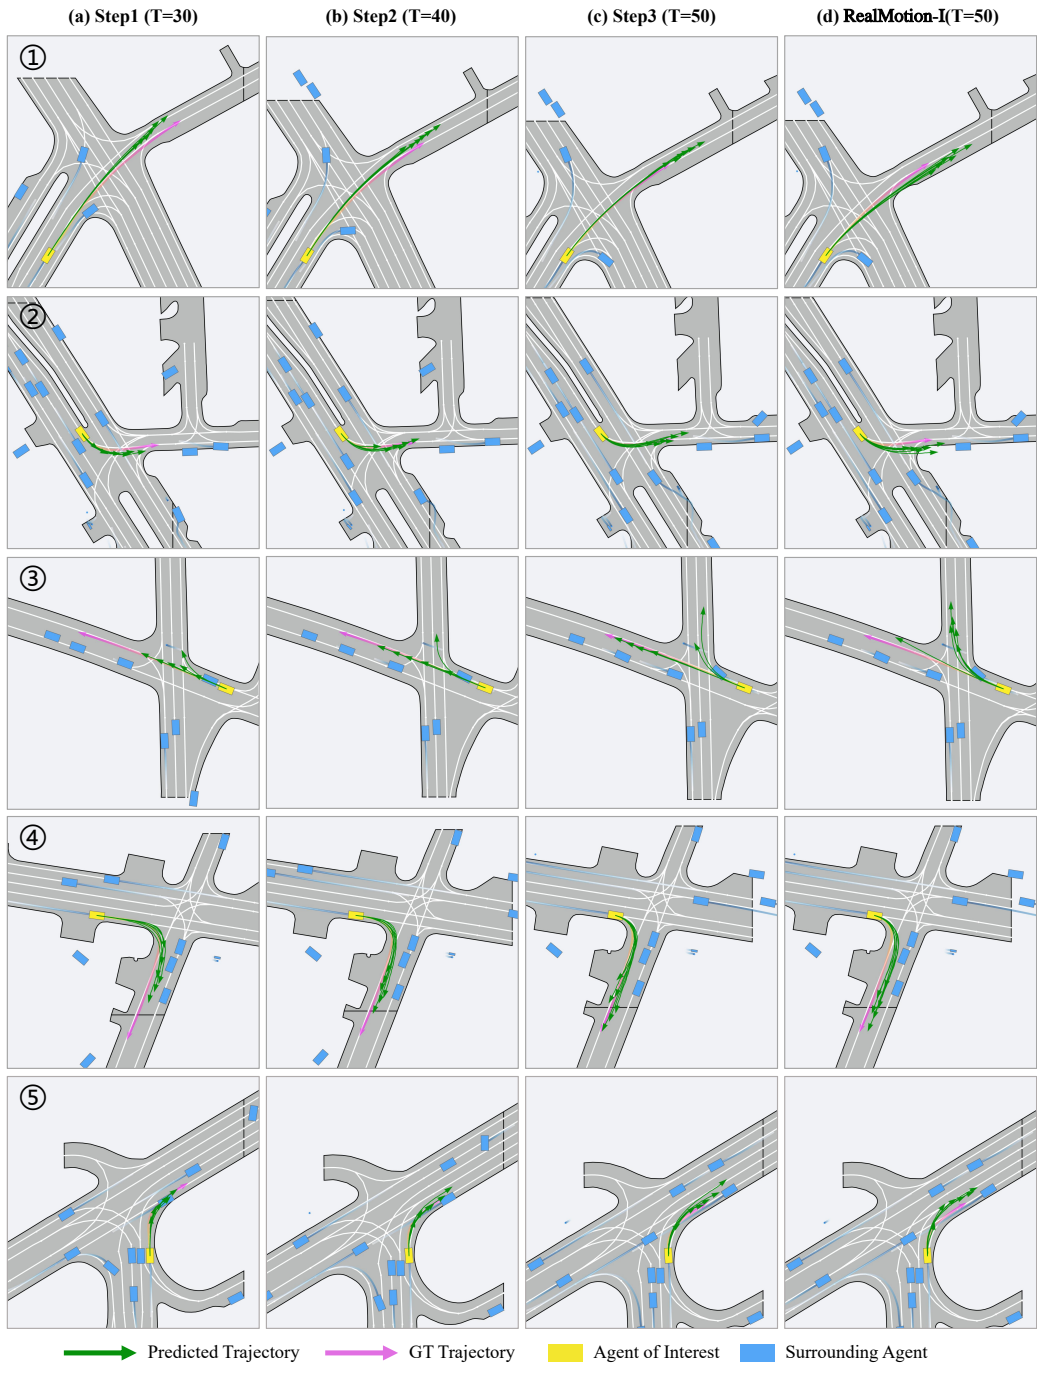 (a) Step1 (T=30) (b) Step2 (T=40) (c) Step3 (T=50) (d) RealMotion-I(T=50)
①
②
③
④
⑤
Predicted Trajectory GT Trajectory Agent of Interest Surrounding Agent